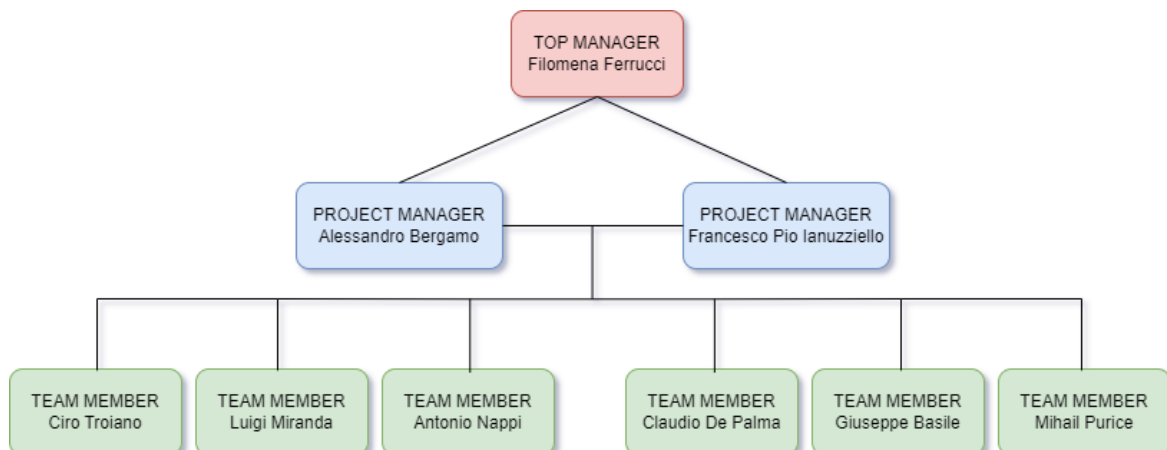 TOP MANAGER
Filomena Ferrucci
PROJECT MANAGER
Alessandro Bergamo
PROJECT MANAGER
Francesco Pio Ianuzziello
TEAM MEMBER
Ciro Troiano
TEAM MEMBER
Luigi Miranda
TEAM MEMBER
Antonio Nappi
TEAM MEMBER
Claudio De Palma
TEAM MEMBER
Giuseppe Basile
TEAM MEMBER
Mihail Purice